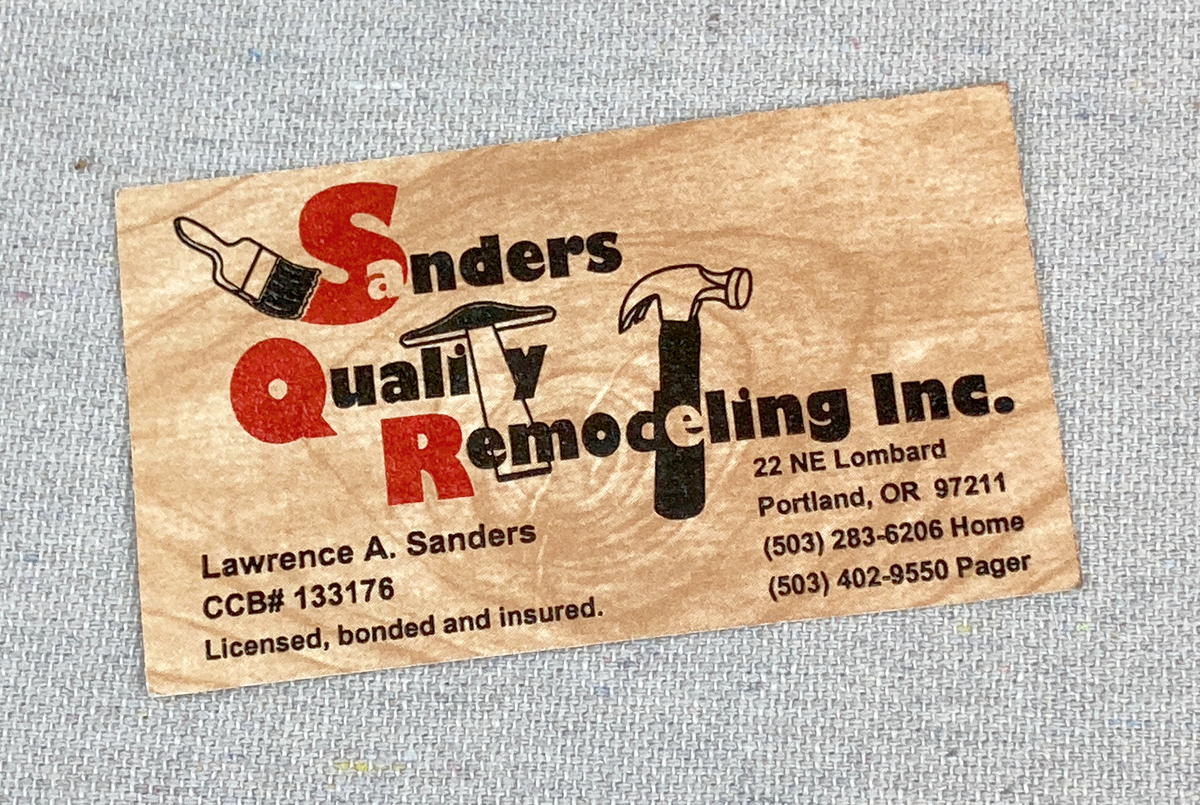 Sanders
Quality
Remodeling Inc.
22 NE Lombard
Portland, OR 97211
(503) 283-6206 Home
(503) 402-9550 Pager
Lawrence A. Sanders
CCB# 133176
Licensed, bonded and insured.